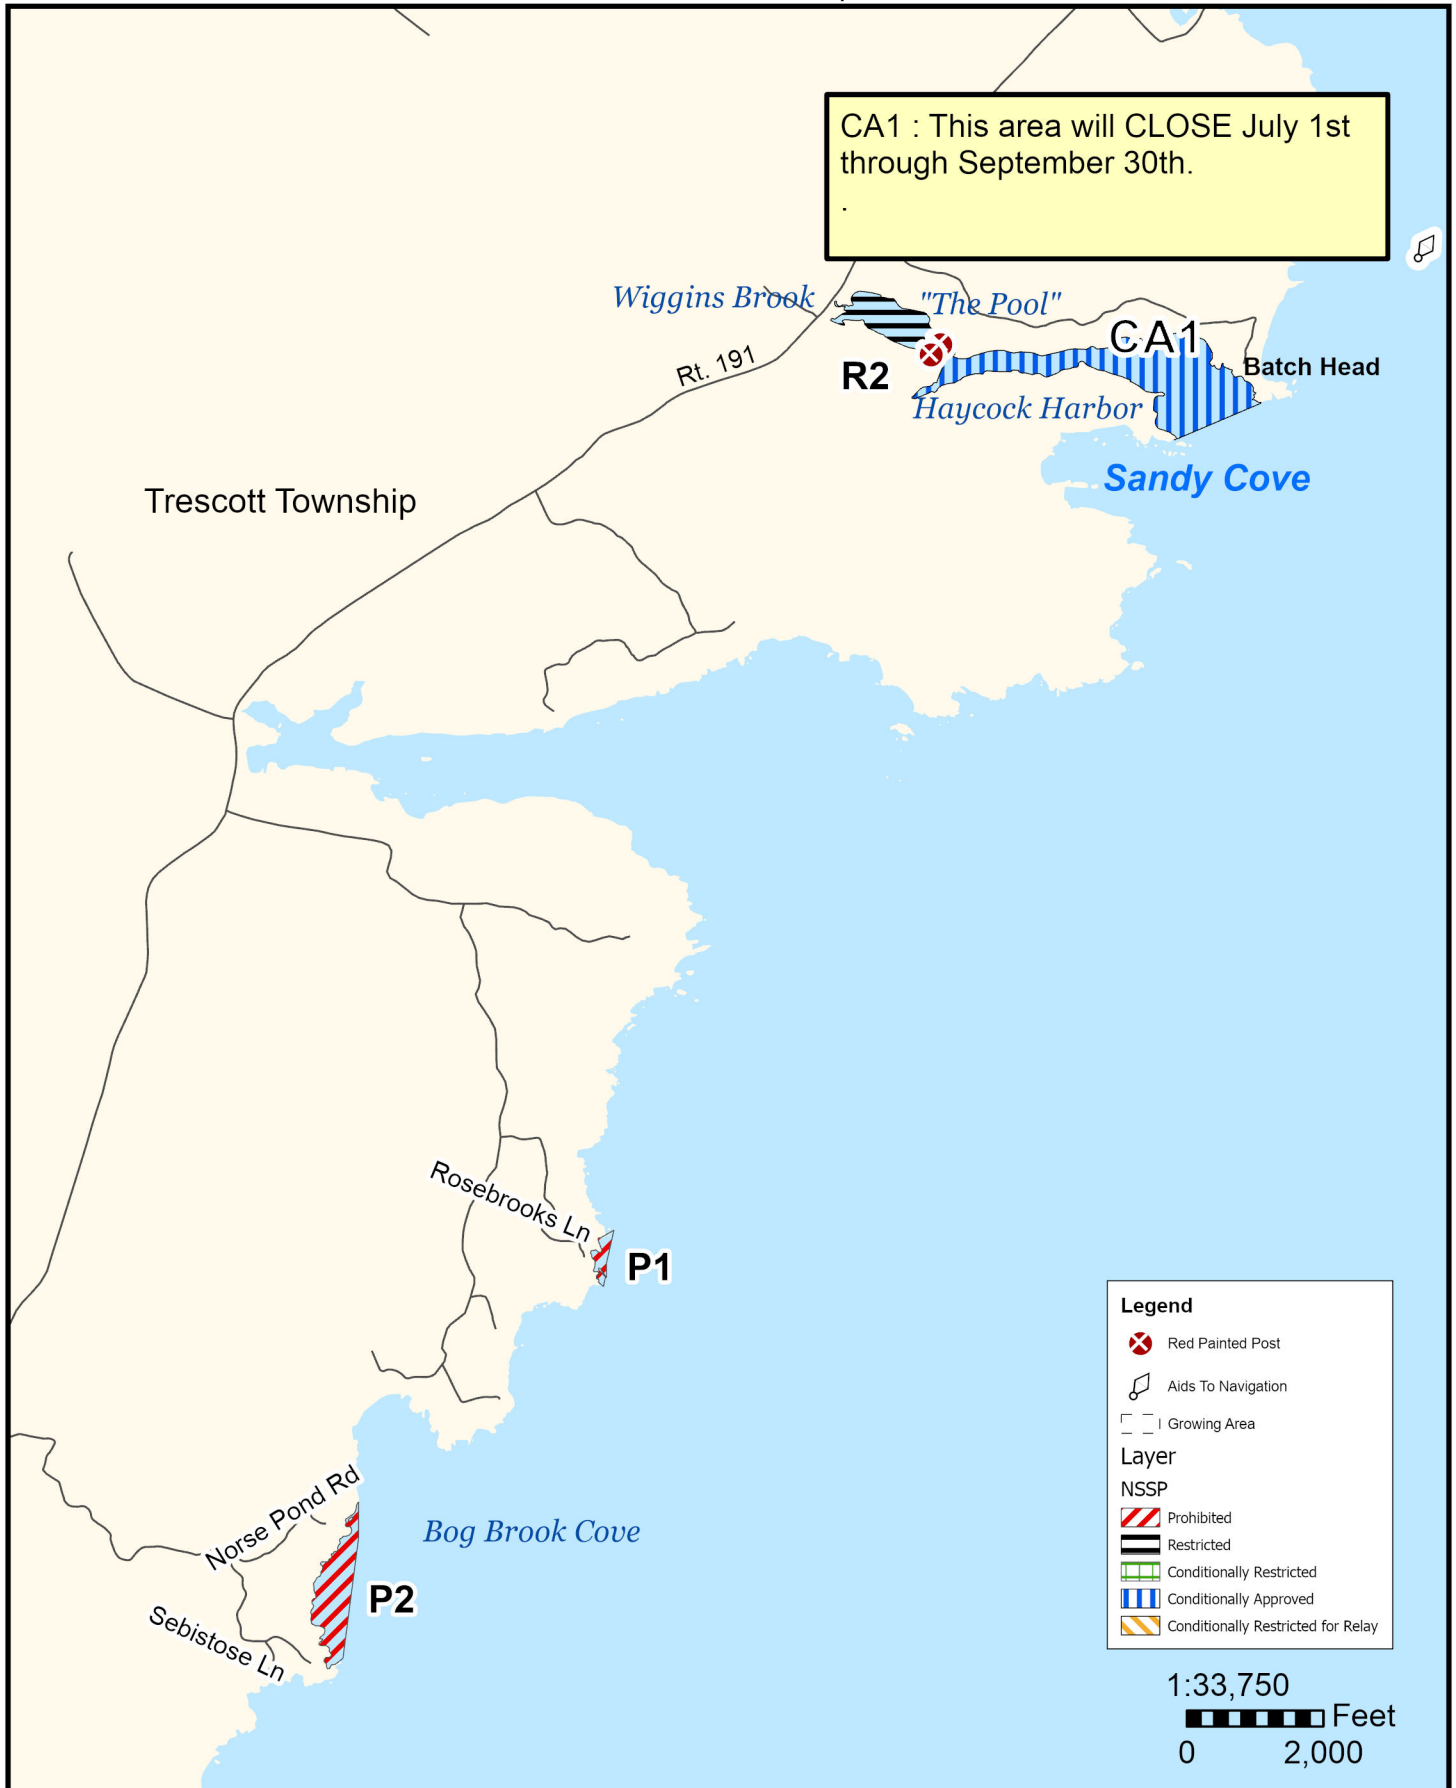 CA1 : This area will CLOSE July 1st
through September 30th.
.
Wiggins Brook
"The Pool"
CA1
R2
Rt. 191
Batch Head
Haycock Harbor
Sandy Cove
Trescott Township
Rosebrooks Ln
P1
Norse Pond Rd
Bog Brook Cove
P2
Sebistose Ln
Legend
Red Painted Post
Aids To Navigation
Growing Area
Layer
NSSP
Prohibited
Restricted
Conditionally Restricted
Conditionally Approved
Conditionally Restricted for Relay
1:33,750
Feet
0 2,000